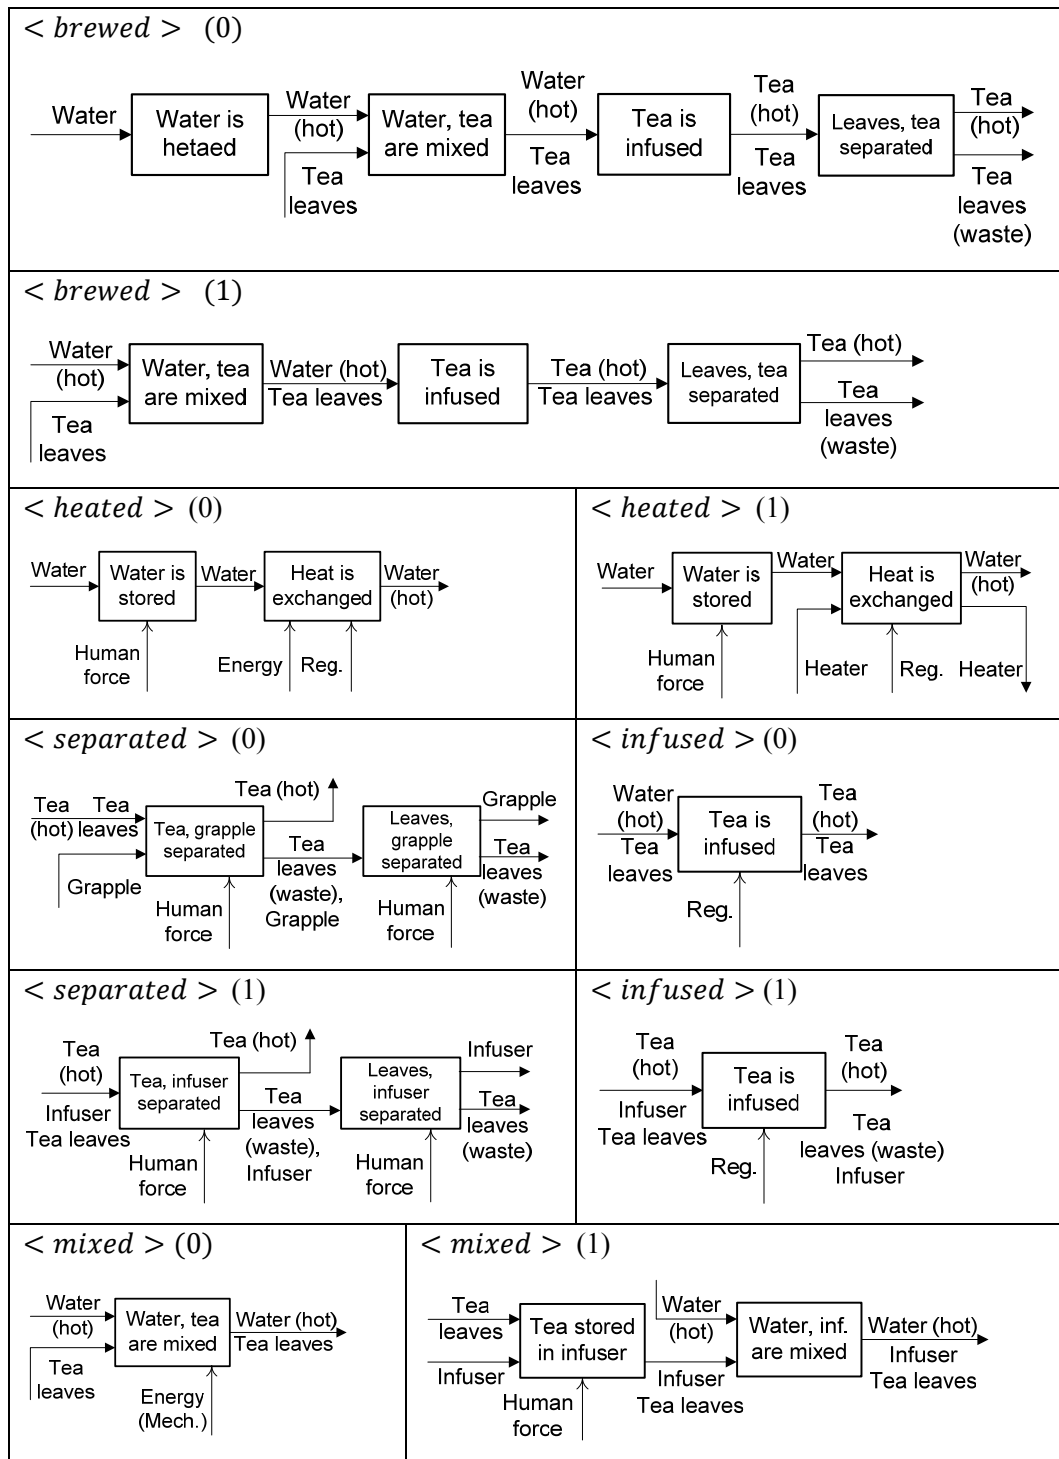 < brewed > (0)
Water
Water is
hetaed
Water
(hot)
Tea
leaves
Water, tea
are mixed
Water
(hot)
Tea
leaves
Tea is
infused
Tea
(hot)
Tea
leaves
Leaves, tea
separated
Tea
(hot)
Tea
leaves
(waste)
< brewed > (1)
Water
(hot)
Tea
leaves
Water, tea
are mixed
Water (hot)
Tea leaves
Tea is
infused
Tea (hot)
Tea leaves
Leaves, tea
separated
Tea (hot)
Tea
leaves
(waste)
< heated > (0)
Water
Water is
stored
Human
force
Water
Heat is
exchanged
Energy
Reg.
Water
(hot)
< heated > (1)
Water
Water is
stored
Human
force
Water
Heater
Heat is
exchanged
Reg.
Water
(hot)
Heater
< separated > (0)
Tea Tea
(hot) leaves
Grapple
Tea, grapple
separated
Human
force
Tea (hot)
Tea
leaves
(waste),
Grapple
Leaves,
grapple
separated
Human
force
Grapple
Tea
leaves
(waste)
< infused > (0)
Water
(hot)
Tea
leaves
Tea is
infused
Reg.
Tea
(hot)
Tea
leaves
< separated > (1)
Tea
(hot)
Infuser
Tea leaves
Tea, infuser
separated
Human
force
Tea (hot)
Tea
leaves
(waste),
Infuser
Leaves,
infuser
separated
Human
force
Infuser
Tea
leaves
(waste)
< infused > (1)
Tea
(hot)
Infuser
Tea leaves
Tea is
infused
Reg.
Tea
(hot)
Tea
leaves (waste)
Infuser
< mixed > (0)
Water
(hot)
Tea
leaves
Water, tea
are mixed
Energy
(Mech.)
Water (hot)
Tea leaves
< mixed > (1)
Tea
leaves
Infuser
Tea stored
in infuser
Human
force
Water
(hot)
Infuser
Tea leaves
Water, inf.
are mixed
Water (hot)
Infuser
Tea leaves